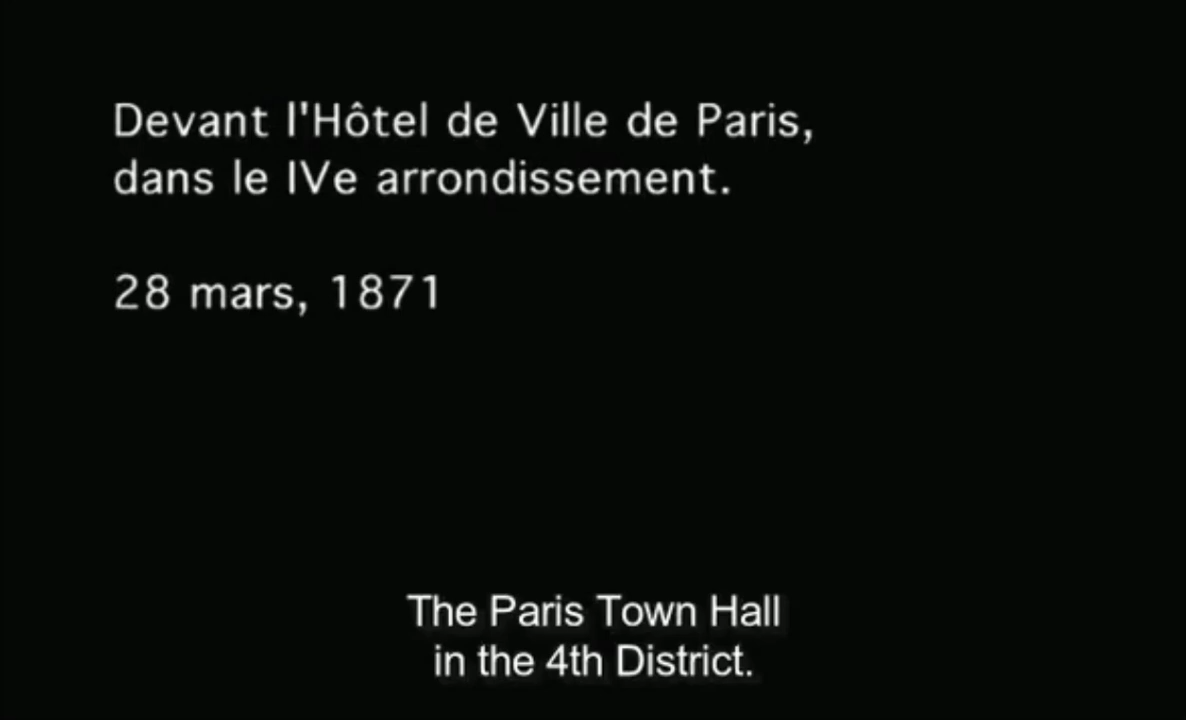 Devant l'Hôtel de Ville de Paris,
dans le IVe arrondissement.
28 mars, 1871
The Paris Town Hall
in the 4th District.